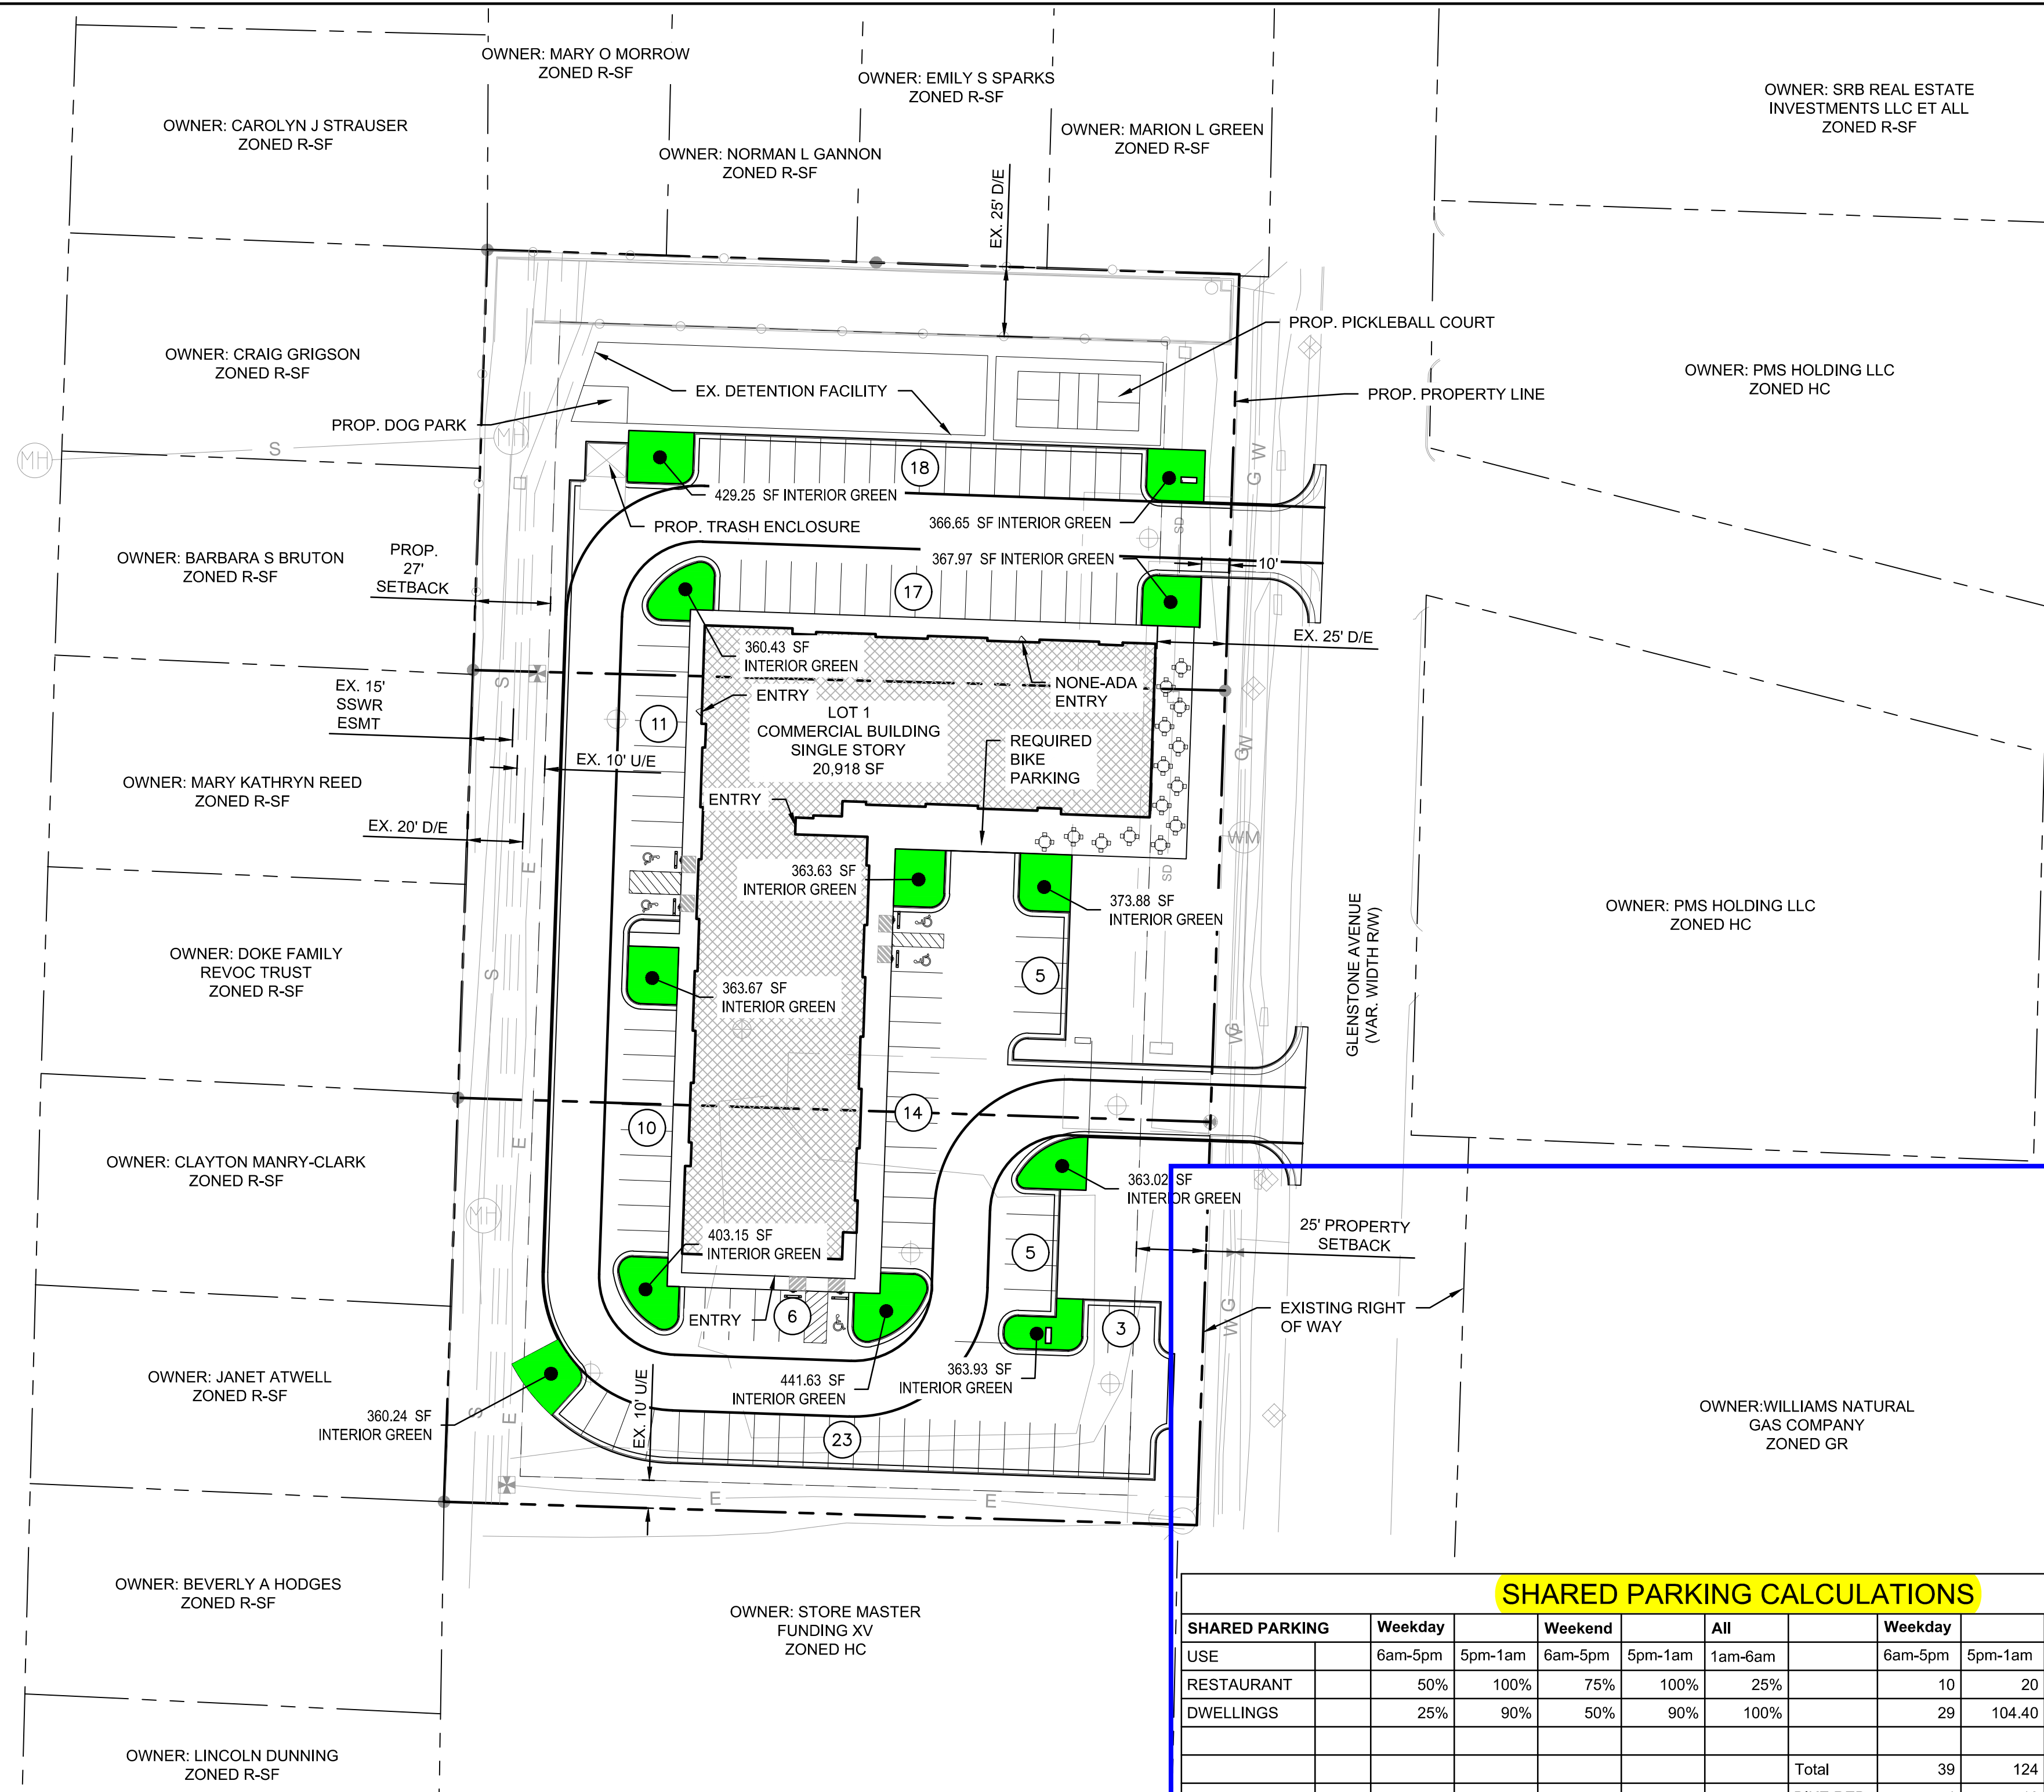 OWNER: MARY O MORROW
ZONED R-SF
OWNER: EMILY S SPARKS
ZONED R-SF
OWNER: SRB REAL ESTATE
INVESTMENTS LLC ET ALL
ZONED R-SF
OWNER: CAROLYN J STRAUSER
ZONED R-SF
OWNER: NORMAN L GANNON
ZONED R-SF
OWNER: MARION L GREEN
ZONED R-SF
EX. 25' D/E
PROP. PICKLEBALL COURT
OWNER: CRAIG GRIGSON
ZONED R-SF
EX. DETENTION FACILITY
PROP. PROPERTY LINE
OWNER: PMS HOLDING LLC
ZONED HC
PROP. DOG PARK
MH
S
MH
18
G W
429.25 SF INTERIOR GREEN
366.65 SF INTERIOR GREEN
SD
PROP. TRASH ENCLOSURE
367.97 SF INTERIOR GREEN
10'
OWNER: BARBARA S BRUTON
ZONED R-SF
PROP.
27'
SETBACK
17
EX. 25' D/E
360.43 SF
INTERIOR GREEN
NONE-ADA
ENTRY
ENTRY
EX. 15'
SSWR
ESMT
S
11
LOT 1
COMMERCIAL BUILDING
SINGLE STORY
20,918 SF
REQUIRED
BIKE
PARKING
GW
EX. 10' U/E
OWNER: MARY KATHRYN REED
ZONED R-SF
ENTRY
EX. 20' D/E
WM
E
363.63 SF
INTERIOR GREEN
SD
373.88 SF
INTERIOR GREEN
GLENSTONE AVENUE
(VAR. WIDTH R/W)
OWNER: PMS HOLDING LLC
ZONED HC
OWNER: DOKE FAMILY
REVOC TRUST
ZONED R-SF
S
363.67 SF
INTERIOR GREEN
5
G
W
10
14
E
OWNER: CLAYTON MANRY-CLARK
ZONED R-SF
MH
363.02 SF
INTERIOR GREEN
403.15 SF
INTERIOR GREEN
5
25' PROPERTY
SETBACK
ENTRY
6
3
W G
EXISTING RIGHT
OF WAY
OWNER: JANET ATWELL
ZONED R-SF
441.63 SF
INTERIOR GREEN
363.93 SF
INTERIOR GREEN
360.24 SF
INTERIOR GREEN
S
E
EX. 10' U/E
23
OWNER:WILLIAMS NATURAL
GAS COMPANY
ZONED GR
E
E
OWNER: BEVERLY A HODGES
ZONED R-SF
OWNER: STORE MASTER
FUNDING XV
ZONED HC
OWNER: LINCOLN DUNNING
ZONED R-SF
SHARED PARKING CALCULATIONS
SHARED PARKING Weekday Weekend All Weekday
USE 6am-5pm 5pm-1am 6am-5pm 5pm-1am 1am-6am 6am-5pm 5pm-1am
RESTAURANT 50% 100% 75% 100% 25% 10 20
DWELLINGS 25% 90% 50% 90% 100% 29 104.40
Total 39 124